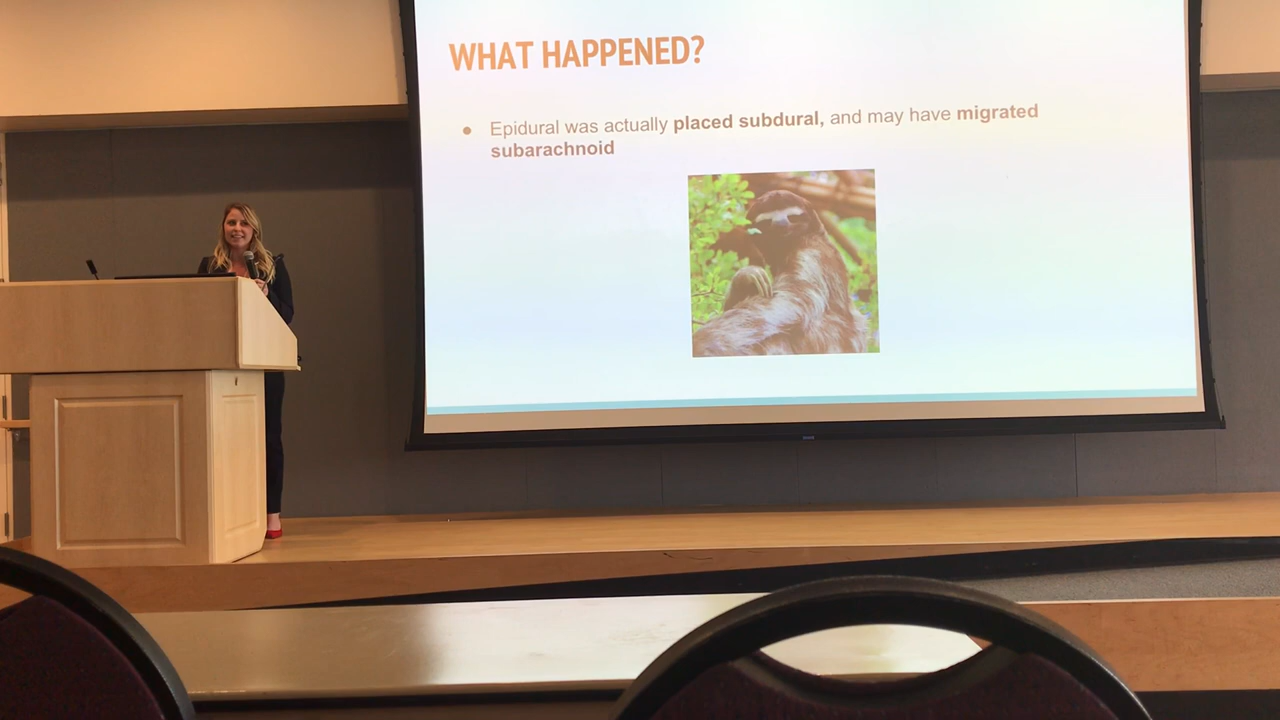 WHAT HAPPENED?
● Epidural was actually placed subdural, and may have migrated
subarachnoid